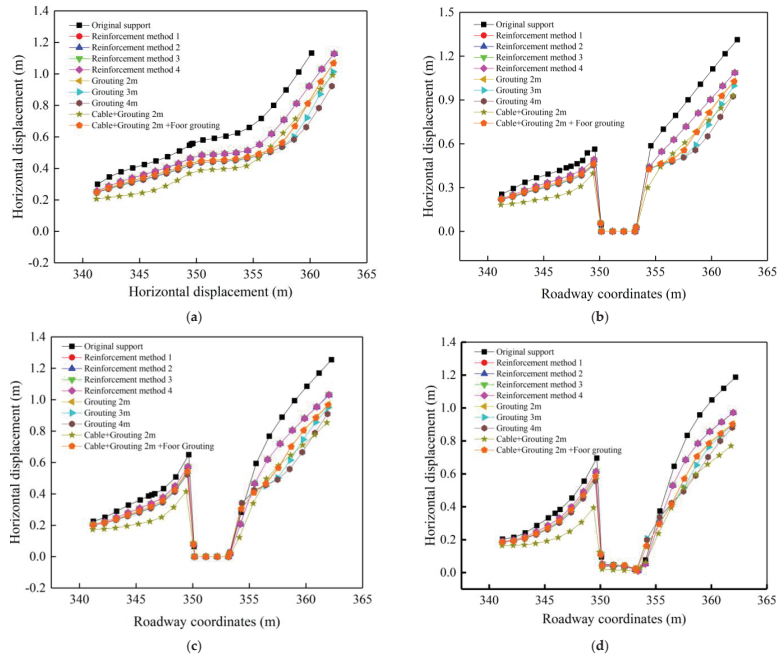 1.4
1.2
1.0
0.8
0.6
0.4
0.2
0.0
-0.2
Horizontal displacement (m)
Original support
Reinforcement method 1
Reinforcement method 2
Reinforcement method 3
Reinforcement method 4
Grouting 2m
Grouting 3m
Grouting 4m
Cable+Grouting 2m
Cable+Grouting 2m +Foor grouting
340 345 350 355 360 365
Horizontal displacement (m)
(a)
1.5
1.2
0.9
0.6
0.3
0.0
Horizontal displacement (m)
Original support
Reinforcement method 1
Reinforcement method 2
Reinforcement method 3
Reinforcement method 4
Grouting 2m
Grouting 3m
Grouting 4m
Cable+Grouting 2m
Cable+Grouting 2m + Foor grouting
340 345 350 355 360 365
Roadway coordinates (m)
(b)
1.4
1.2
1.0
0.8
0.6
0.4
0.2
0.0
-0.2
Horizontal displacement (m)
Original support
Reinforcement method 1
Reinforcement method 2
Reinforcement method 3
Reinforcement method 4
Grouting 2m
Grouting 3m
Grouting 4m
Cable+Grouting 2m
Cable+Grouting 2m +Foor Grouting
340 345 350 355 360 365
Roadway coordinates (m)
(c)
1.4
1.2
1.0
0.8
0.6
0.4
0.2
0.0
Horizontal displacement (m)
Original support
Reinforcement method 1
Reinforcement method 2
Reinforcement method 3
Reinforcement method 4
Grouting 2m
Grouting 3m
Grouting 4m
Cable+Grouting 2m
Cable+Grouting 2m +Foor grouting
340 345 350 355 360 365
Roadway coordinates (m)
(d)